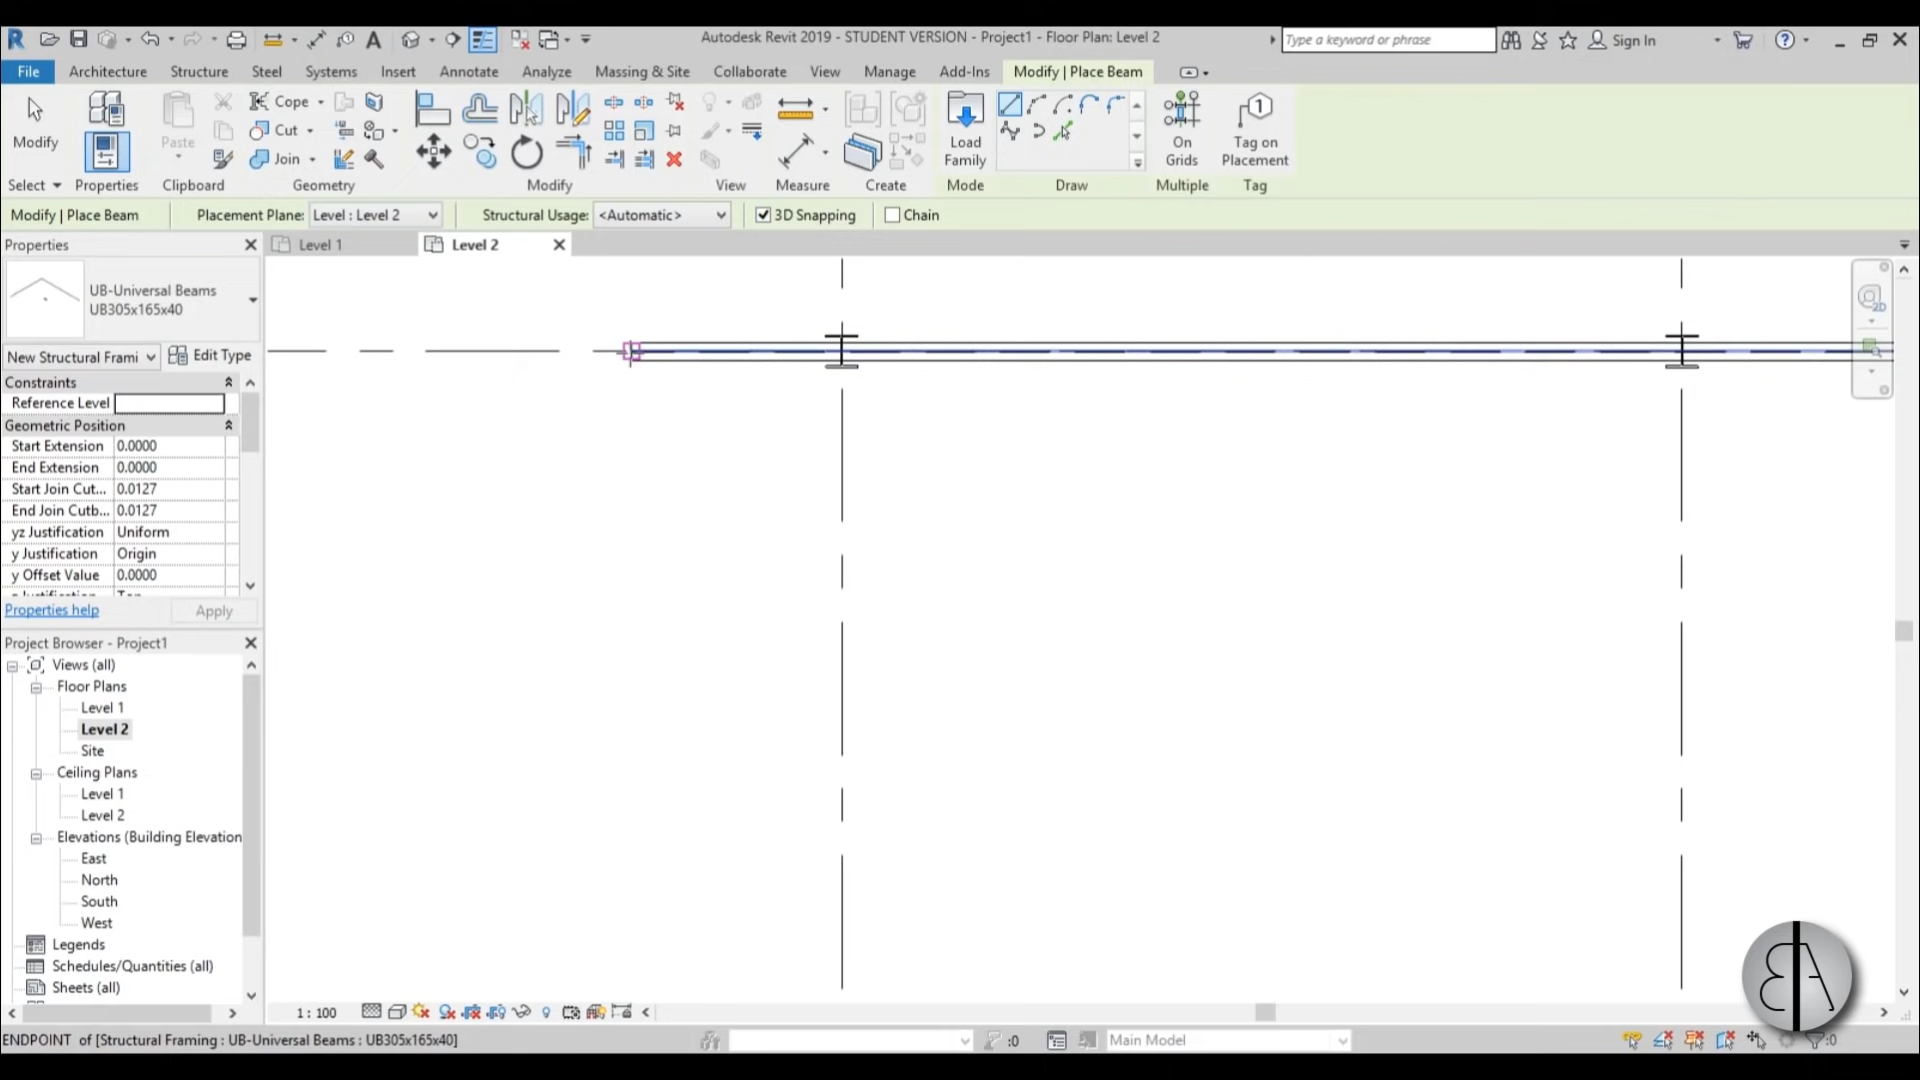 Autodesk Revit 2019 - STUDENT VERSION - Project1 - Floor Plan: Level 2
Type a keyword or phrase
Sign In
File Architecture Structure Steel Systems Insert Annotate Analyze Massing & Site Collaborate View Manage Add-Ins Modify | Place Beam
Modify
Paste
Cope
Cut
Join
Load Family
On Grids
1
Tag on Placement
Select Properties Clipboard Geometry Modify View Measure Create Mode Draw Multiple Tag
Modify | Place Beam Placement Plane: Level : Level 2 Structural Usage: <Automatic> 3D Snapping Chain
Properties
Level 1 Level 2
UB-Universal Beams
UB305x165x40
2D
New Structural Frami Edit Type
Constraints
Reference Level
Geometric Position
Start Extension 0.0000
End Extension 0.0000
Start Join Cut... 0.0127
End Join Cutb... 0.0127
yz Justification Uniform
y Justification Origin
y Offset Value 0.0000
Properties help Apply
Project Browser - Project1
Views (all)
Floor Plans
Level 1
Level 2
Site
Ceiling Plans
Level 1
Level 2
Elevations (Building Elevation
East
North
South
West
Legends
Schedules/Quantities (all)
Sheets (all)
1 : 100
ENDPOINT of [Structural Framing : UB-Universal Beams : UB305x165x40]
:0
Main Model
:0